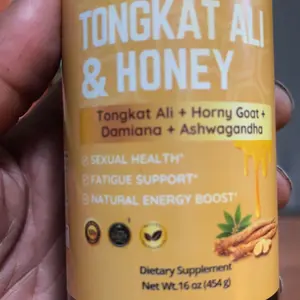 TONGKAT ALI
& HONEY
Tongkat Ali + Horny Goat +
Damiana + Ashwagandha
SEXUAL HEALTH*
FATIGUE SUPPORT*
NATURAL ENERGY BOOST*
Dietary Supplement
Net Wt. 16 oz (454 g)